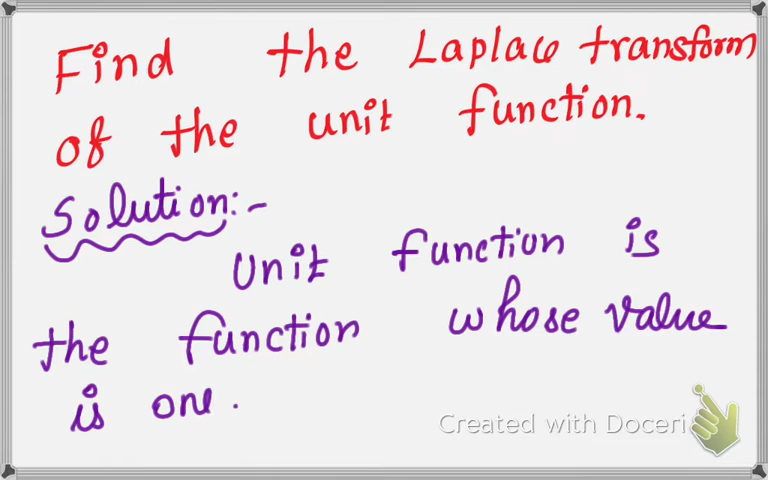 Find the Laplace transform
of the unit function.
Solution:-
Unit function is
the function whose value
is one.
Created with Doceri